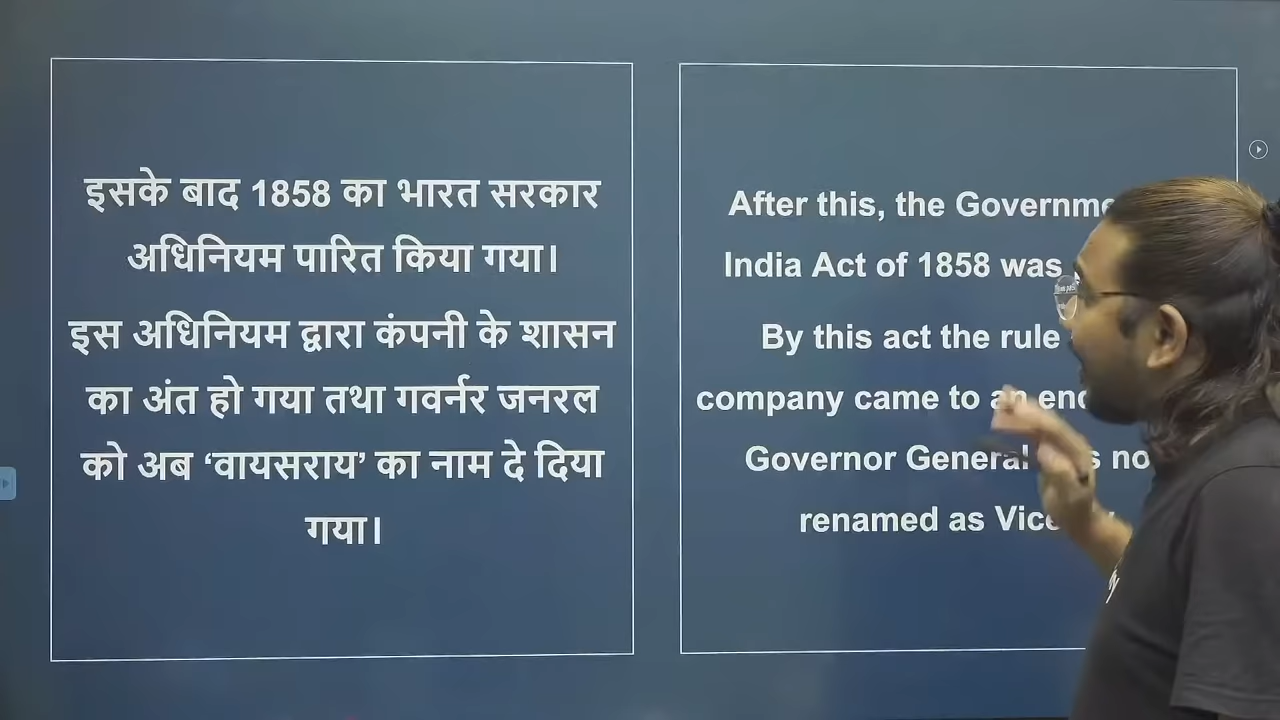 इसके बाद 1858 का भारत सरकार
अधिनियम पारित किया गया।
इस अधिनियम द्वारा कंपनी के शासन
का अंत हो गया तथा गवर्नर जनरल
को अब ‘वायसराय’ का नाम दे दिया
गया।
After this, the
India Act of 1858 was
By this act the rule
company came to an
Governor General
renamed as